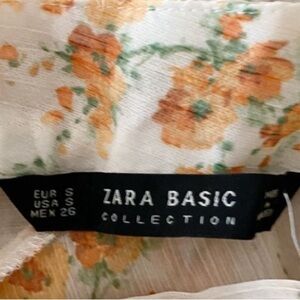 EUR S
USA S
MEX 26
ZARA BASIC
COLLECTION